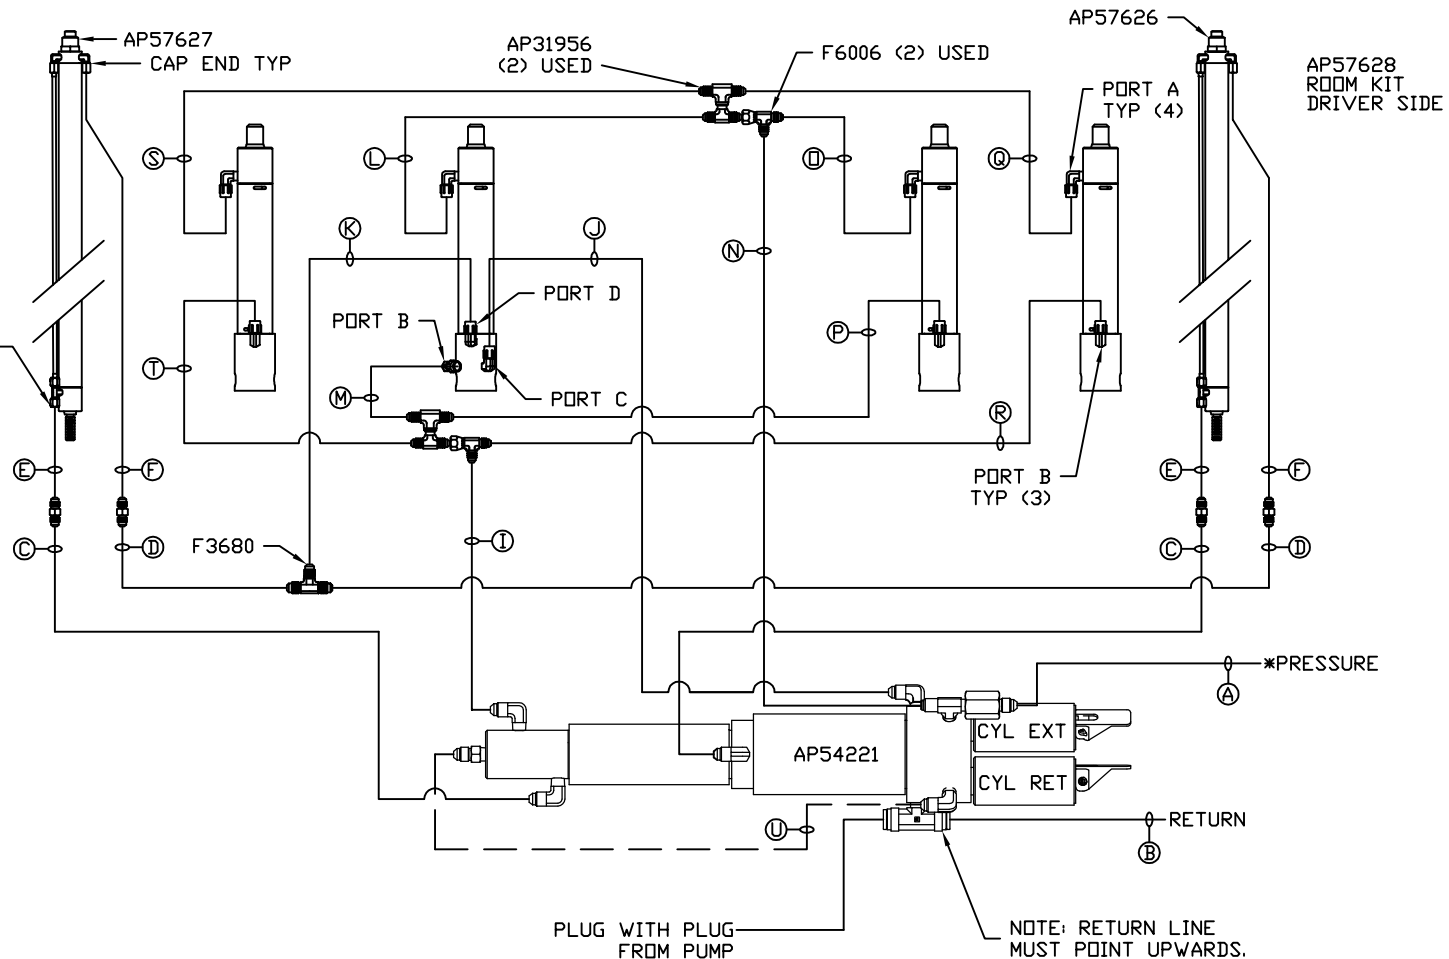 AP57627
CAP END TYP
AP31956
(2) USED
F6006 (2) USED
AP57626
PORT A
TYP (4)
AP57628
ROOM KIT
DRIVER SIDE
S
L
O
Q
K
J
N
PORT D
PORT B
PORT C
T
M
P
R
PORT B
TYP (3)
E
F
E
F
C
D
F3680
I
C
D
*PRESSURE
A
CYL EXT
AP54221
CYL RET
U
RETURN
B
PLUG WITH PLUG
FROM PUMP
NOTE: RETURN LINE
MUST POINT UPWARDS.